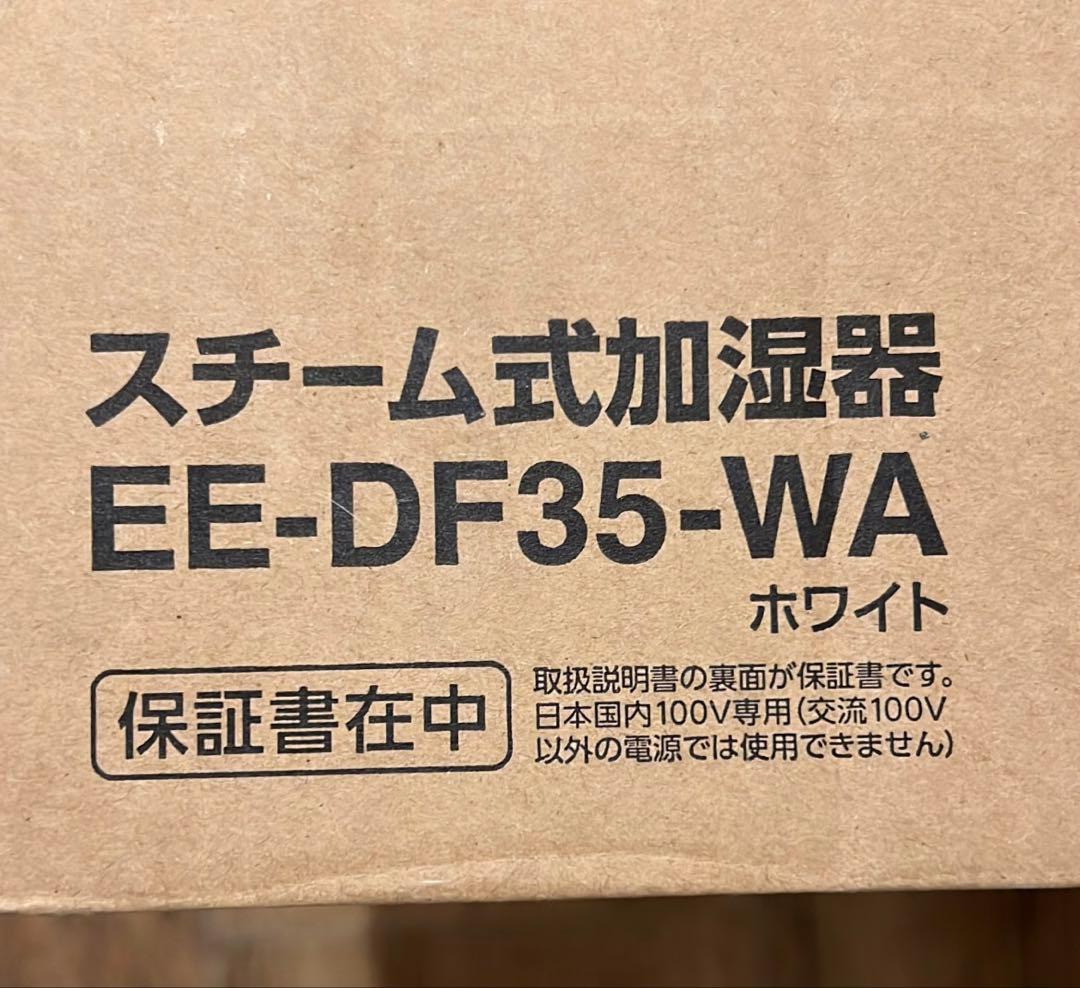 スチーム式加湿器
EE-DF35-WA
ホワイト
保証書在中
取扱説明書の裏面が保証書です。
日本国内100V専用(交流100V
以外の電源では使用できません)